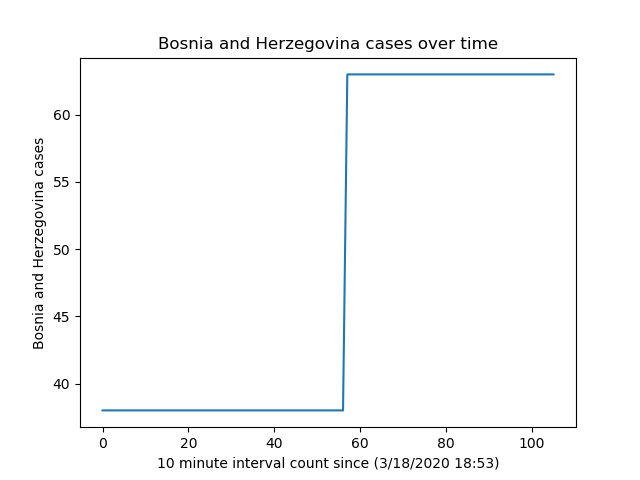 Bosnia and Herzegovina cases over time
Bosnia and Herzegovina cases
60
55
50
45
40
0 20 40 60 80 100
10 minute interval count since (3/18/2020 18:53)